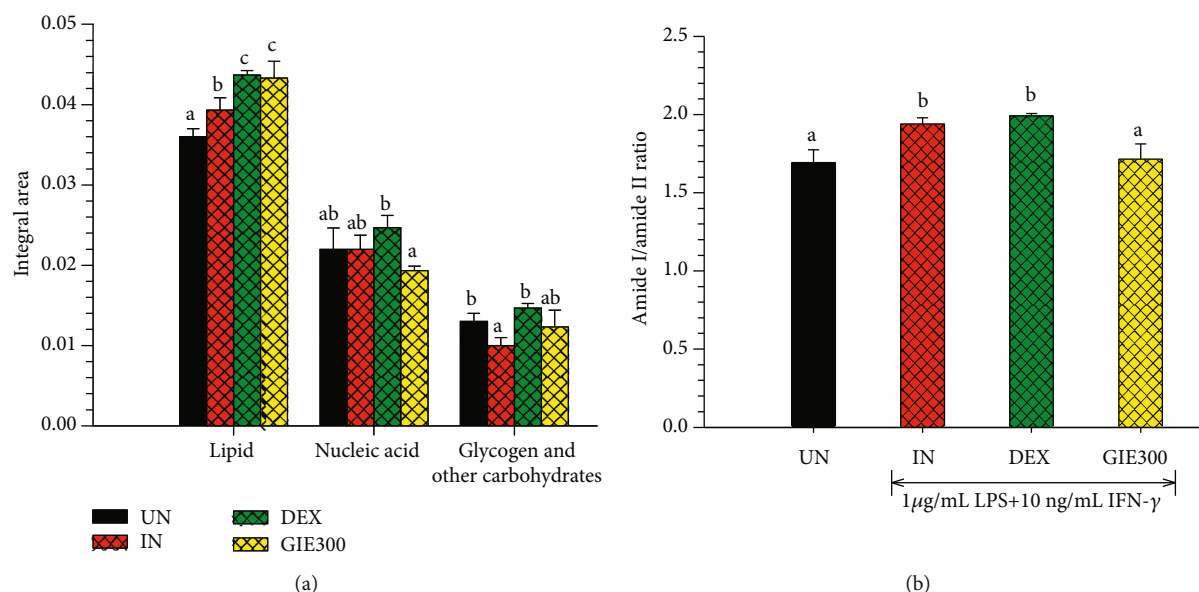 0.05
0.04
0.03
0.02
0.01
0.00
Integral area
a
b
c
c
ab
ab
b
a
b
a
b
ab
Lipid
Nucleic acid
Glycogen and
other carbohydrates
UN
IN
DEX
GIE300
(a)
2.5
2.0
1.5
1.0
0.5
0.0
Amide I/amide II ratio
a
b
b
a
UN
IN
DEX
GIE300
1μg/mL LPS+10 ng/mL IFN-γ
(b)